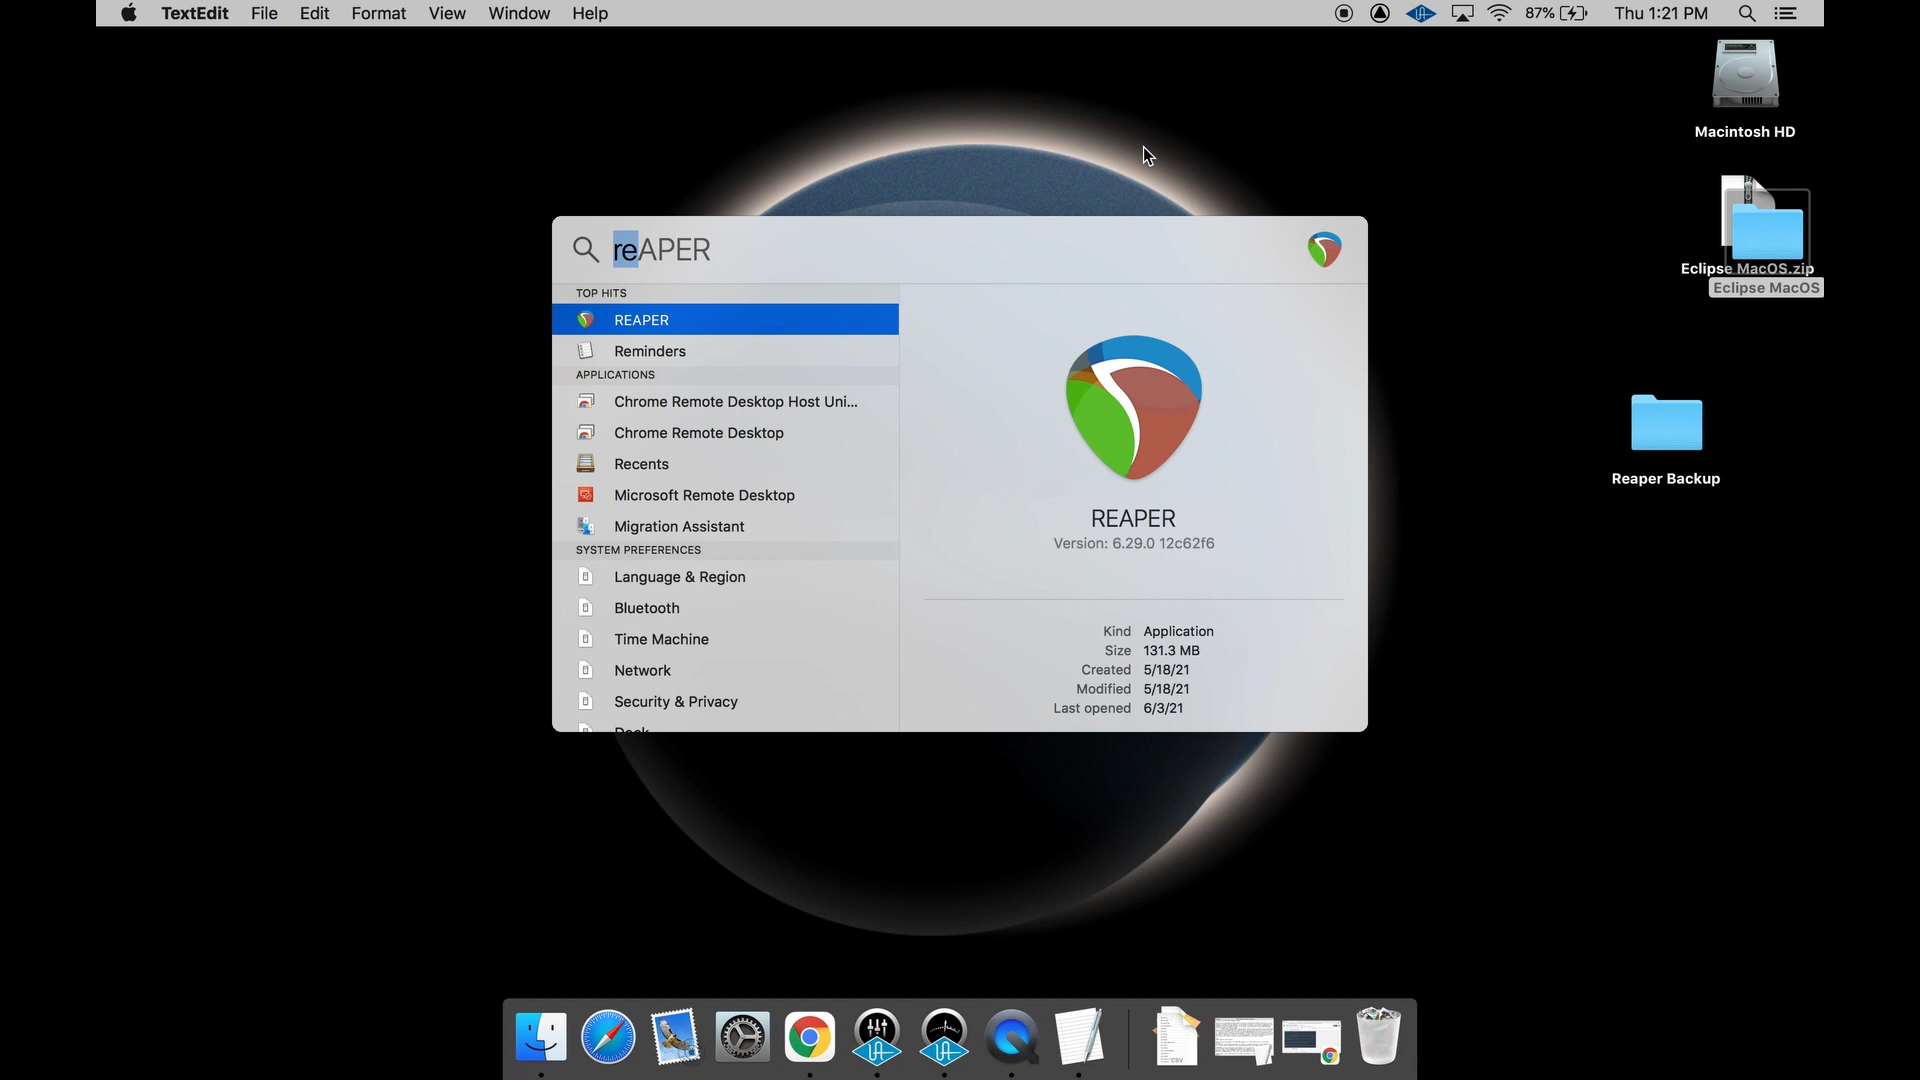 TextEdit File Edit Format View Window Help 87% Thu 1:21 PM
Macintosh HD
Eclipse MacOS.zip
Eclipse MacOS
Reaper Backup
reAPER
TOP HITS
REAPER
Reminders
APPLICATIONS
Chrome Remote Desktop Host Uni...
Chrome Remote Desktop
Recents
Microsoft Remote Desktop
Migration Assistant
SYSTEM PREFERENCES
Language & Region
Bluetooth
Time Machine
Network
Security & Privacy
Dock
REAPER
Version: 6.29.0 12c62f6
Kind Application
Size 131.3 MB
Created 5/18/21
Modified 5/18/21
Last opened 6/3/21
CSV